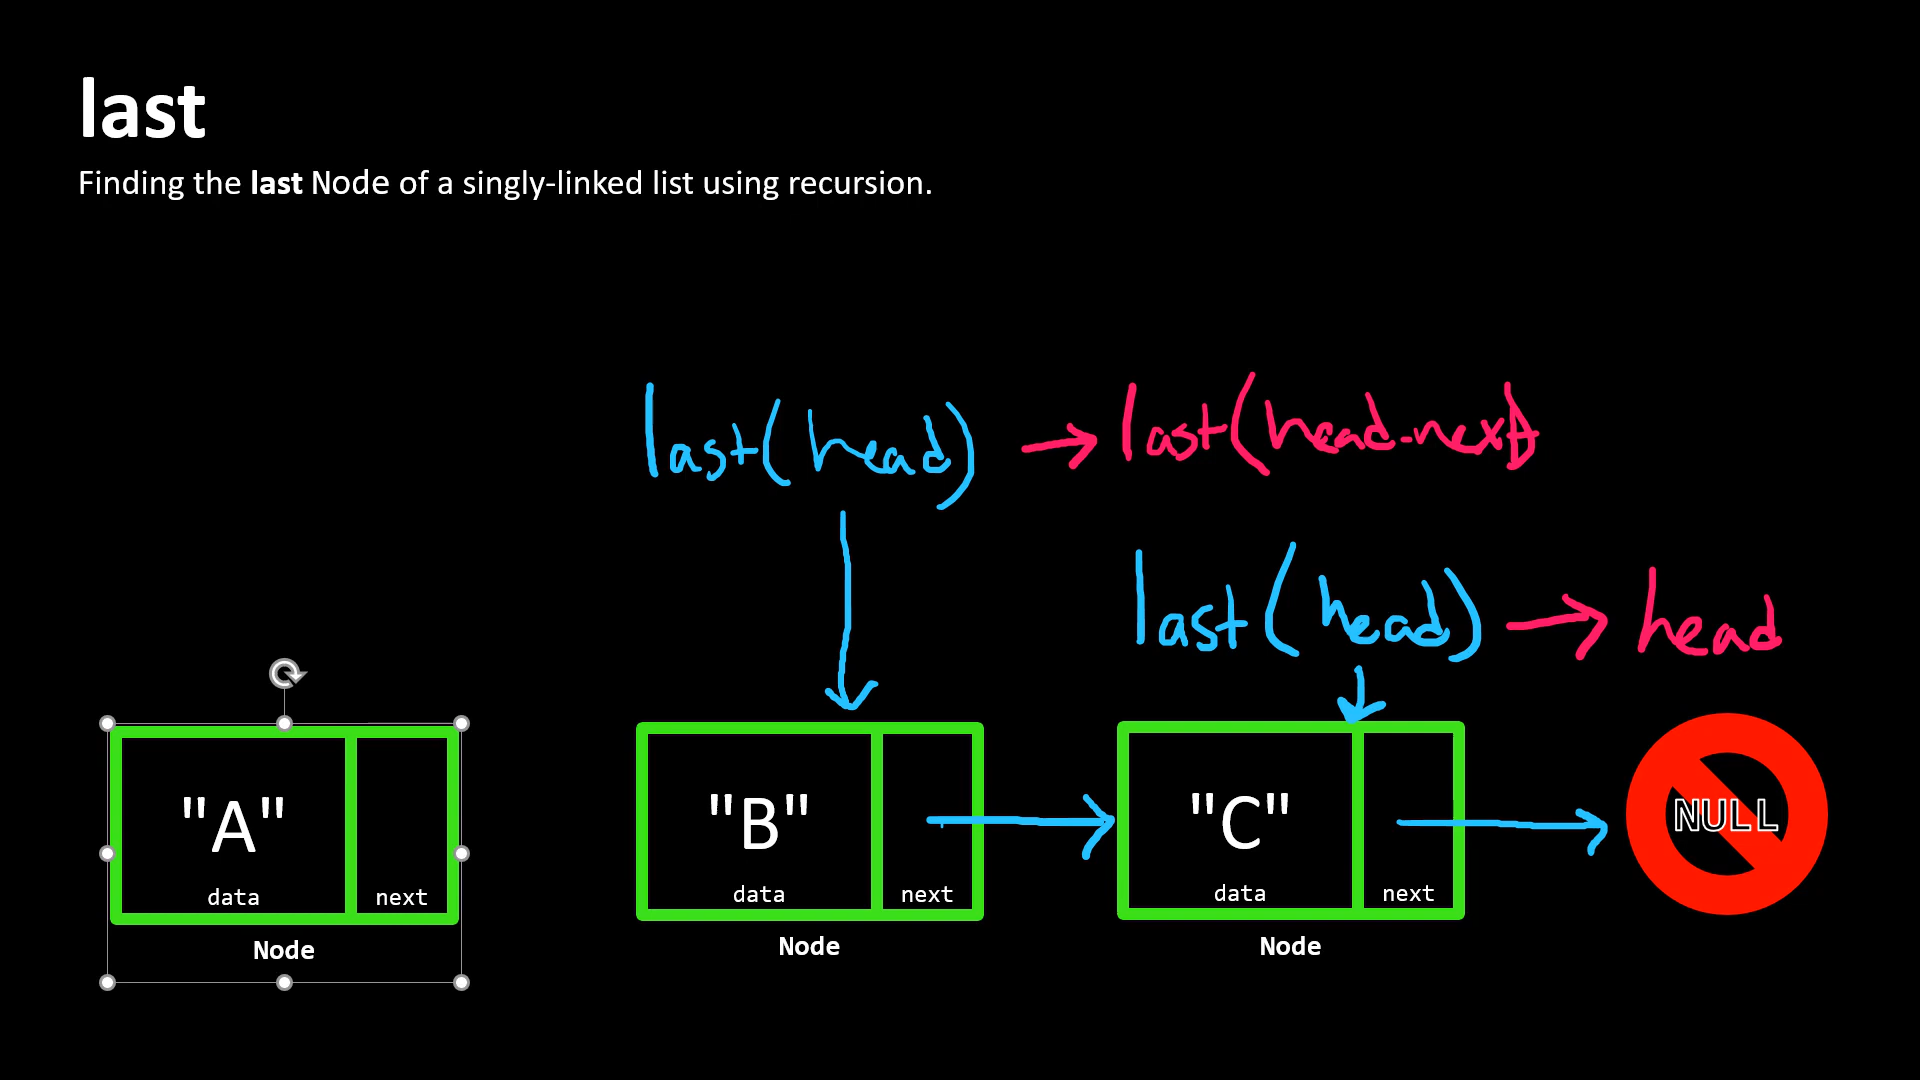 last
Finding the last Node of a singly-linked list using recursion.
last(head) → last(head.next)
last(head) → head
"A"
data
next
Node
"B"
data
next
Node
"C"
data
next
Node
NULL